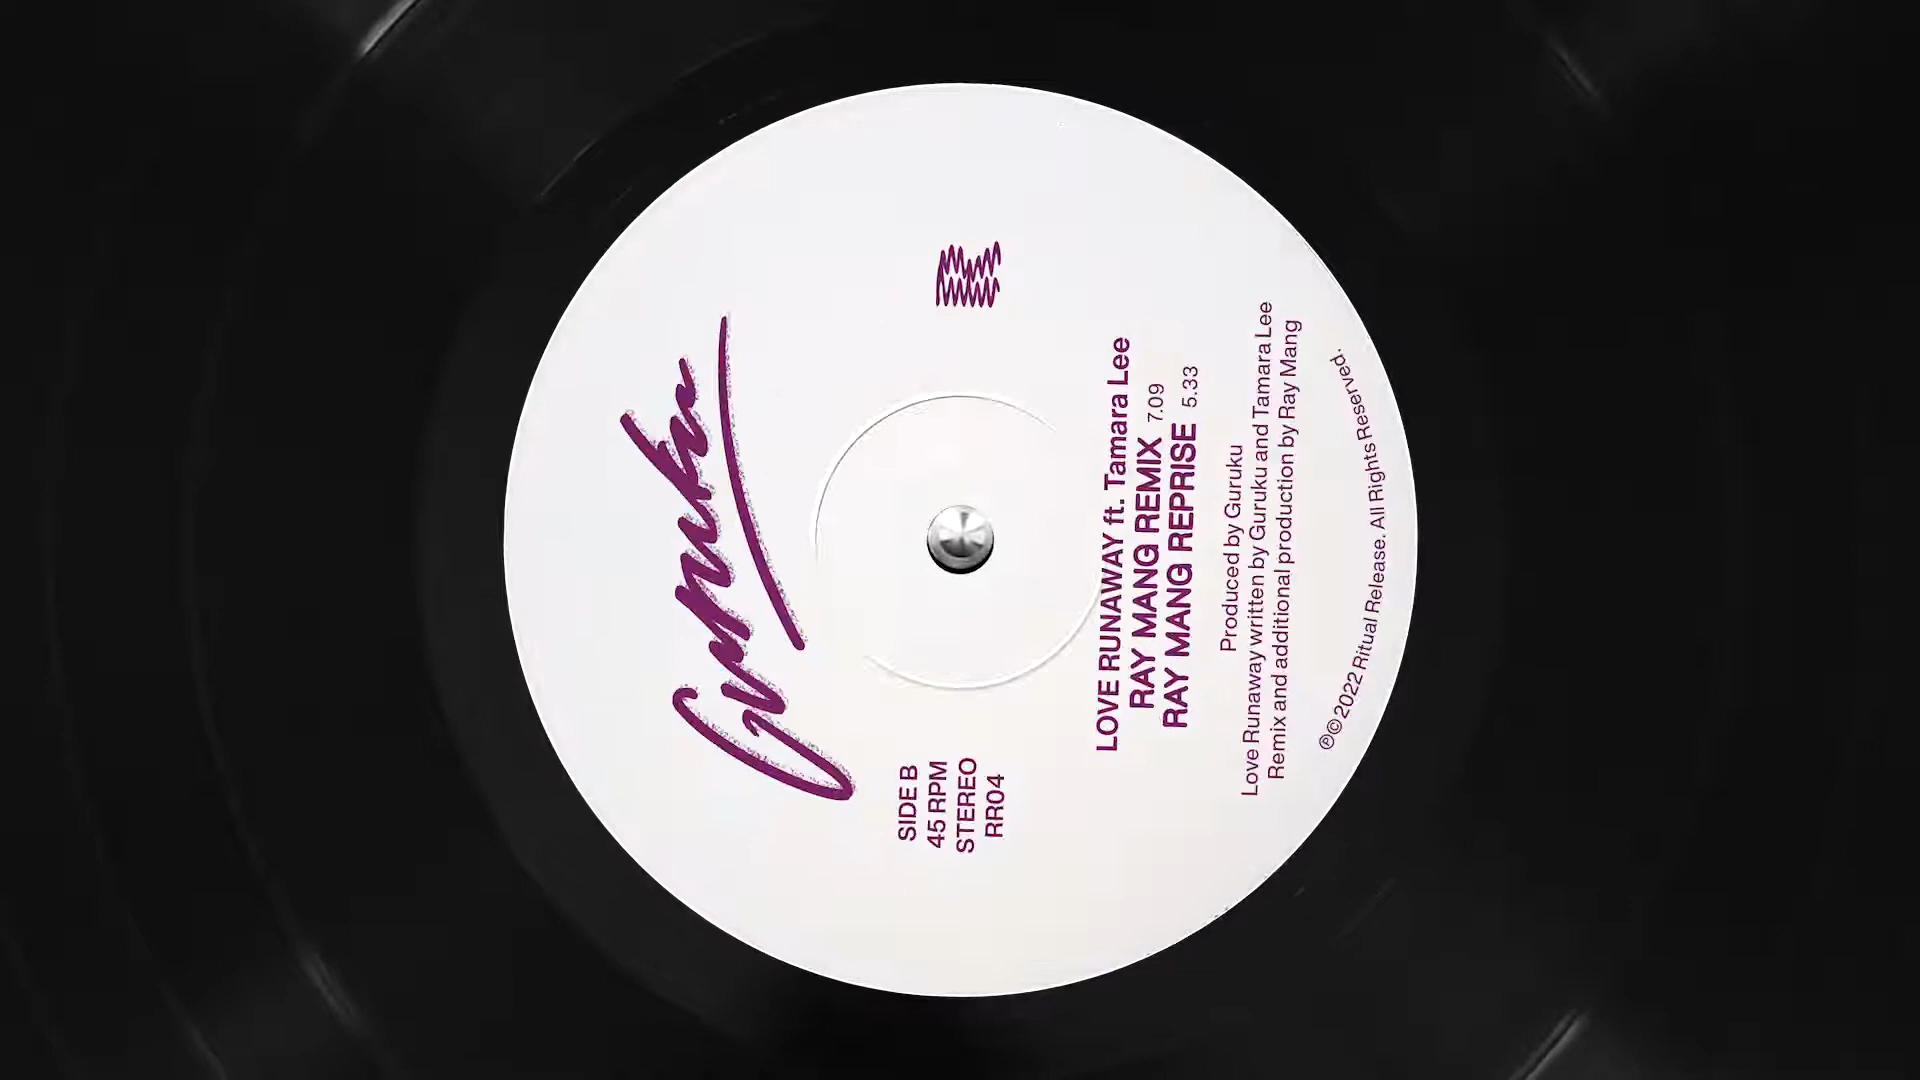 Guruku
SIDE B
45 RPM
STEREO
RR04
LOVE RUNAWAY ft. Tamara Lee
RAY MANG REMIX 7.09
RAY MANG REPRISE 5.33
Produced by Guruku
Love Runaway written by Guruku and Tamara Lee
Remix and additional production by Ray Mang
℗©2022 Ritual Release. All Rights Reserved.